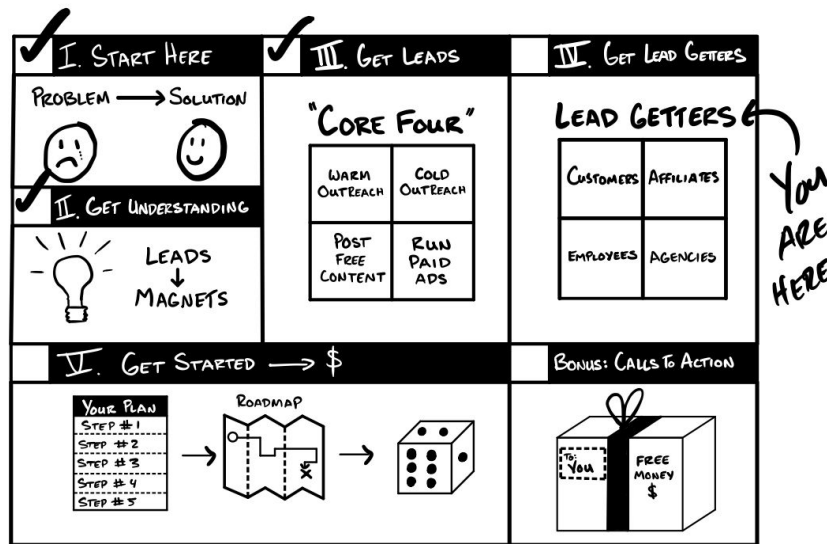 I. START HERE
PROBLEM → SOLUTION
II. GET UNDERSTANDING
LEADS
↓
MAGNETS
III. GET LEADS
"CORE FOUR"
WARM
OUTREACH
COLD
OUTREACH
POST
FREE
CONTENT
RUN
PAID
ADS
IV. GET LEAD GETTERS
LEAD GETTERS
CUSTOMERS
AFFILIATES
EMPLOYEES
AGENCIES
YOU
ARE
HERE
V. GET STARTED → $
YOUR PLAN
STEP #1
STEP #2
STEP #3
STEP #4
STEP #5
ROADMAP
X
BONUS: CALLS TO ACTION
TO:
YOU
FREE
MONEY
$